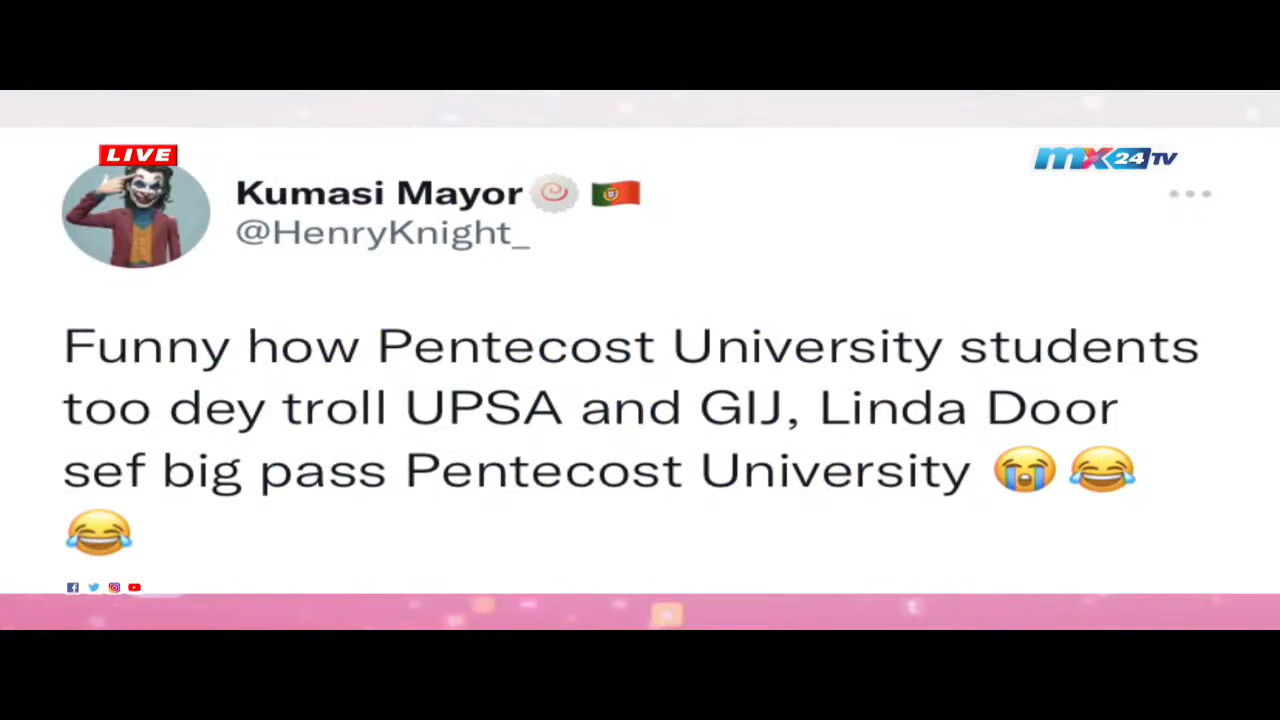 LIVE
mx24TV
Kumasi Mayor🍥 🇵🇹
@HenryKnight_
Funny how Pentecost University students
too dey troll UPSA and GIJ, Linda Door
sef big pass Pentecost University 😭😂
😂